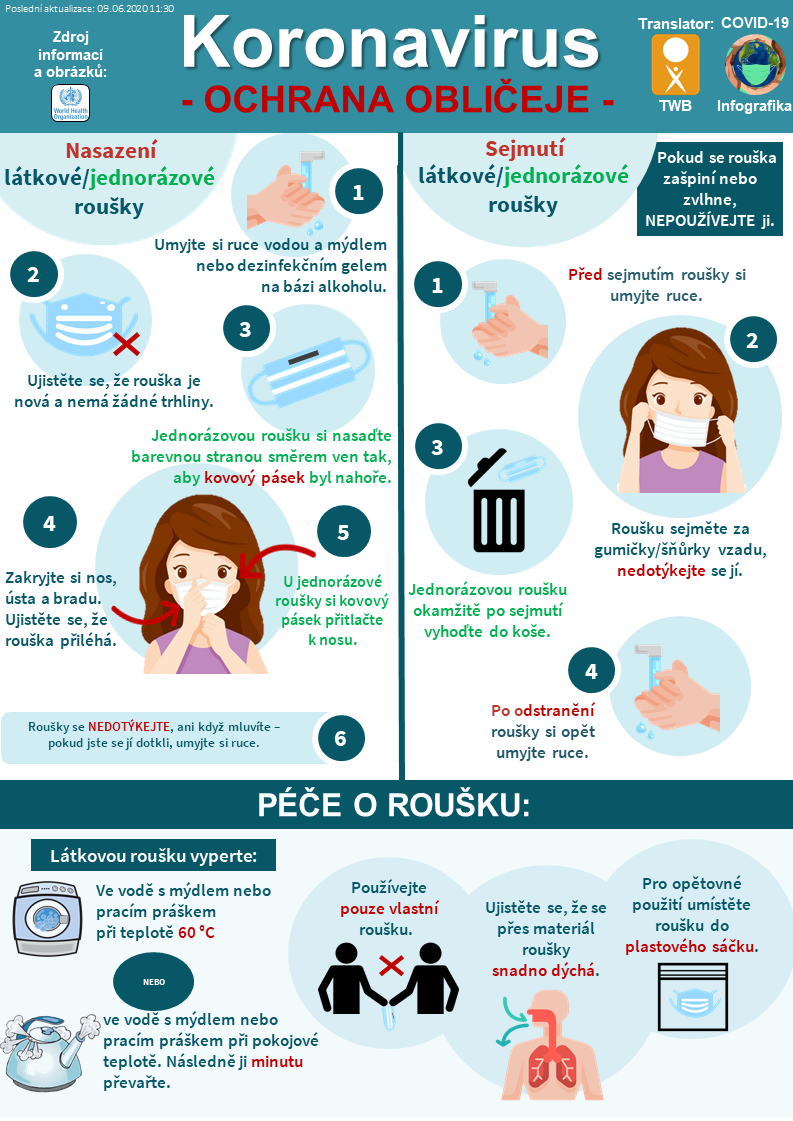 Poslední aktualizace: 09.06.2020 11:30
Zdroj
informací
a obrázků:
World Health
Organization
Koronavirus
- OCHRANA OBLIČEJE -
Translator:
TWB
COVID-19
Infografika
Nasazení
látkové/jednorázové
roušky
1
Umyjte si ruce vodou a mýdlem
nebo dezinfekčním gelem
na bázi alkoholu.
2
Ujistěte se, že rouška je
nová a nemá žádné trhliny.
3
Jednorázovou roušku si nasaďte
barevnou stranou směrem ven tak,
aby kovový pásek byl nahoře.
4
Zakryjte si nos,
ústa a bradu.
Ujistěte se, že
rouška přiléhá.
5
U jednorázové
roušky si kovový
pásek přitlačte
k nosu.
Roušky se NEDOTÝKEJTE, ani když mluvíte –
pokud jste se jí dotkli, umyjte si ruce.
6
Sejmutí
látkové/jednorázové
roušky
Pokud se rouška
zašpiní nebo
zvlhne,
NEPOUŽÍVEJTE ji.
1
Před sejmutím roušky si
umyjte ruce.
2
Roušku sejměte za
gumičky/šňůrky vzadu,
nedotýkejte se jí.
3
Jednorázovou roušku
okamžitě po sejmutí
vyhoďte do koše.
4
Po odstranění
roušky si opět
umyjte ruce.
PÉČE O ROUŠKU:
Látkovou roušku vyperte:
Ve vodě s mýdlem nebo
pracím práškem
při teplotě 60 °C
NEBO
ve vodě s mýdlem nebo
pracím práškem při pokojové
teplotě. Následně ji minutu
převařte.
Používejte
pouze vlastní
roušku.
Ujistěte se, že se
přes materiál
roušky
snadno dýchá.
Pro opětovné
použití umístěte
roušku do
plastového sáčku.